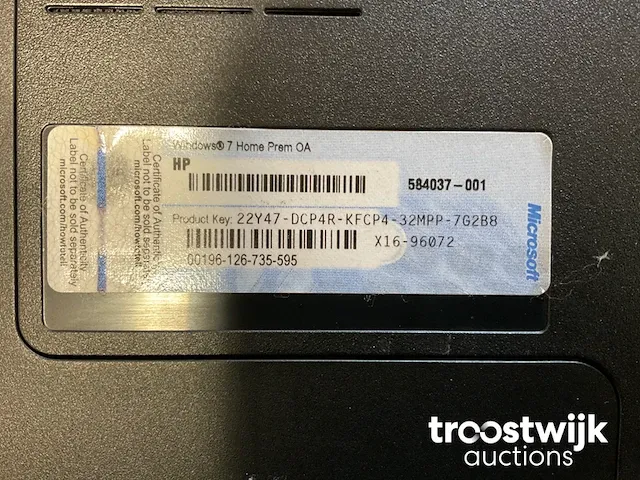 Windows® 7 Home Prem OA
HP
584037-001
Product Key: 22Y47-DCP4R-KFCP4-32MPP-7G2B8
X16-96072
00196-126-735-595
Microsoft
Certificate of Authenticity
Label not to be sold separately
microsoft.com/howtotell
Certificate of Authentic
Label not to be sold separat
microsoft.com/howtotell
troostwijk
auctions